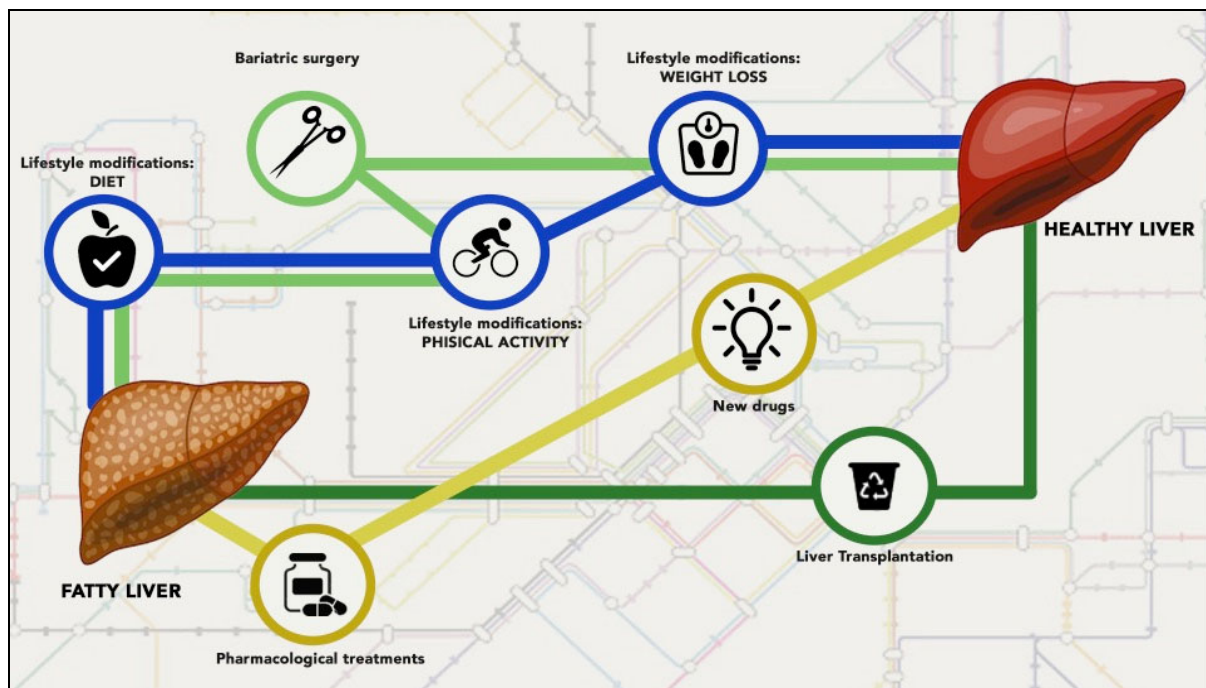 Bariatric surgery
Lifestyle modifications:
WEIGHT LOSS
Lifestyle modifications:
DIET
HEALTHY LIVER
Lifestyle modifications:
PHISICAL ACTIVITY
New drugs
Liver Transplantation
FATTY LIVER
Pharmacological treatments